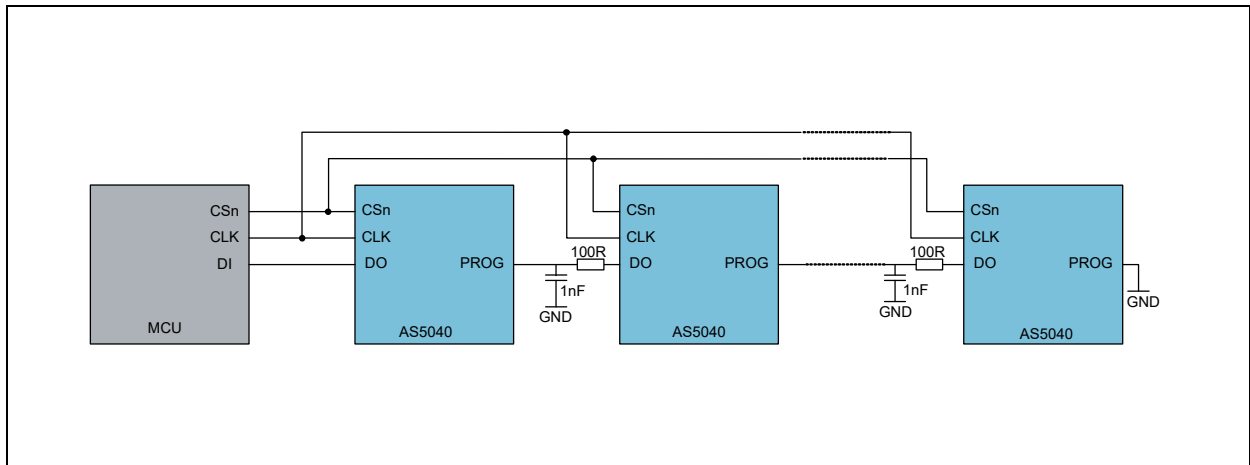 CSn
CLK
DI
MCU
CSn
CLK
DO
PROG
AS5040
100R
1nF
GND
CSn
CLK
DO
PROG
AS5040
100R
1nF
GND
CSn
CLK
DO
PROG
AS5040
GND